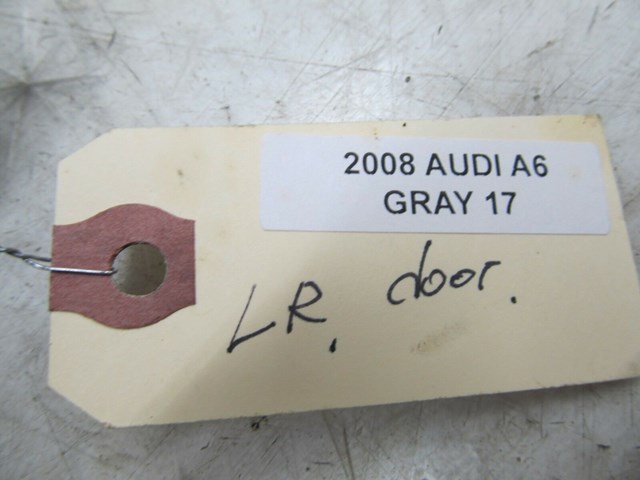 2008 AUDI A6
GRAY 17
LR. door.